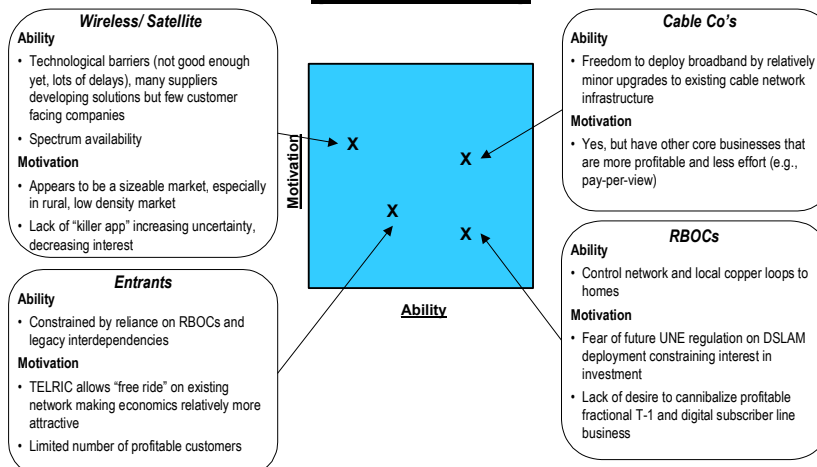 Wireless/ Satellite
Ability
• Technological barriers (not good enough
yet, lots of delays), many suppliers
developing solutions but few customer
facing companies
• Spectrum availability
Motivation
• Appears to be a sizeable market, especially
in rural, low density market
• Lack of “killer app” increasing uncertainty,
decreasing interest
Entrants
Ability
• Constrained by reliance on RBOCs and
legacy interdependencies
Motivation
• TELRIC allows “free ride” on existing
network making economics relatively more
attractive
• Limited number of profitable customers
Motivation
X
X
X
X
Ability
Cable Co’s
Ability
• Freedom to deploy broadband by relatively
minor upgrades to existing cable network
infrastructure
Motivation
• Yes, but have other core businesses that
are more profitable and less effort (e.g.,
pay-per-view)
RBOCs
Ability
• Control network and local copper loops to
homes
Motivation
• Fear of future UNE regulation on DSLAM
deployment constraining interest in
investment
• Lack of desire to cannibalize profitable
fractional T-1 and digital subscriber line
business